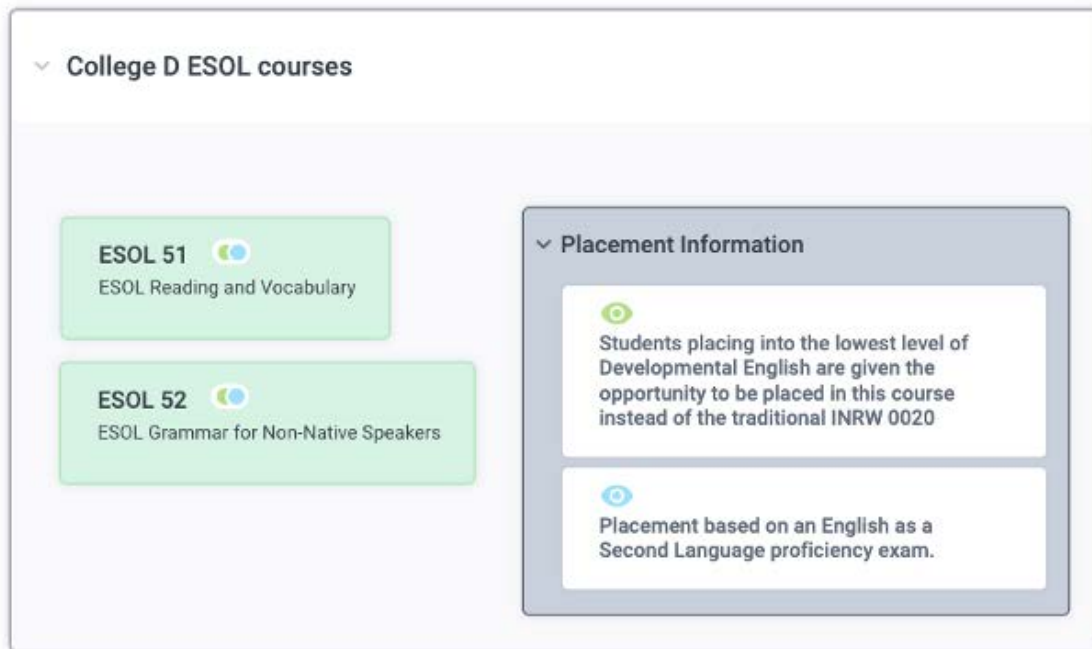 College D ESOL courses
ESOL 51
ESOL Reading and Vocabulary
ESOL 52
ESOL Grammar for Non-Native Speakers
Placement Information
Students placing into the lowest level of
Developmental English are given the
opportunity to be placed in this course
instead of the traditional INRW 0020
Placement based on an English as a
Second Language proficiency exam.